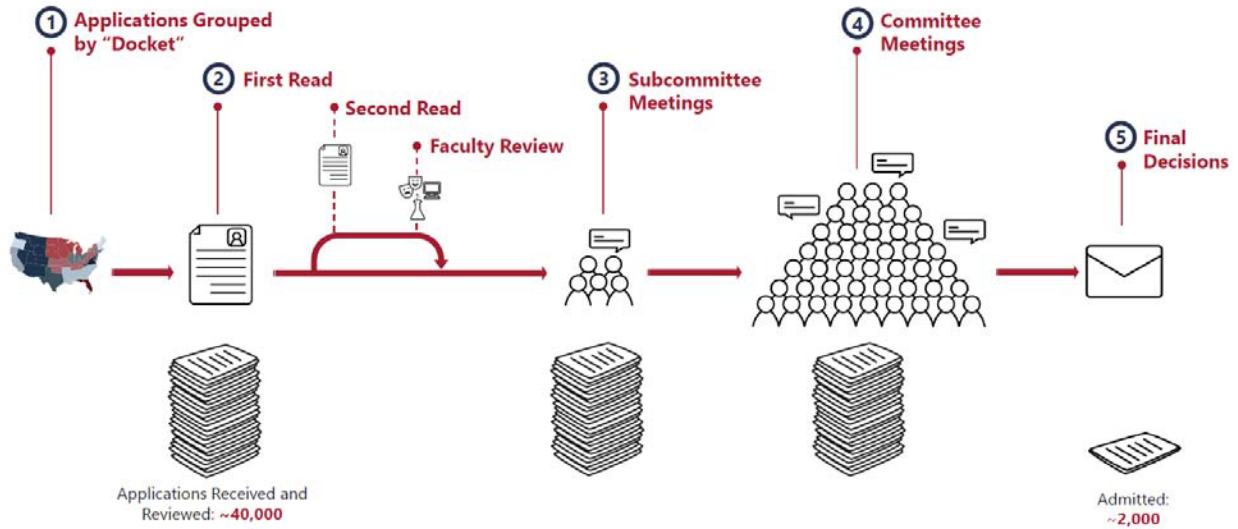 1 Applications Grouped
by “Docket”
2 First Read
Second Read
Faculty Review
3 Subcommittee
Meetings
4 Committee
Meetings
5 Final
Decisions
Applications Received and
Reviewed: ~40,000
Admitted:
~2,000